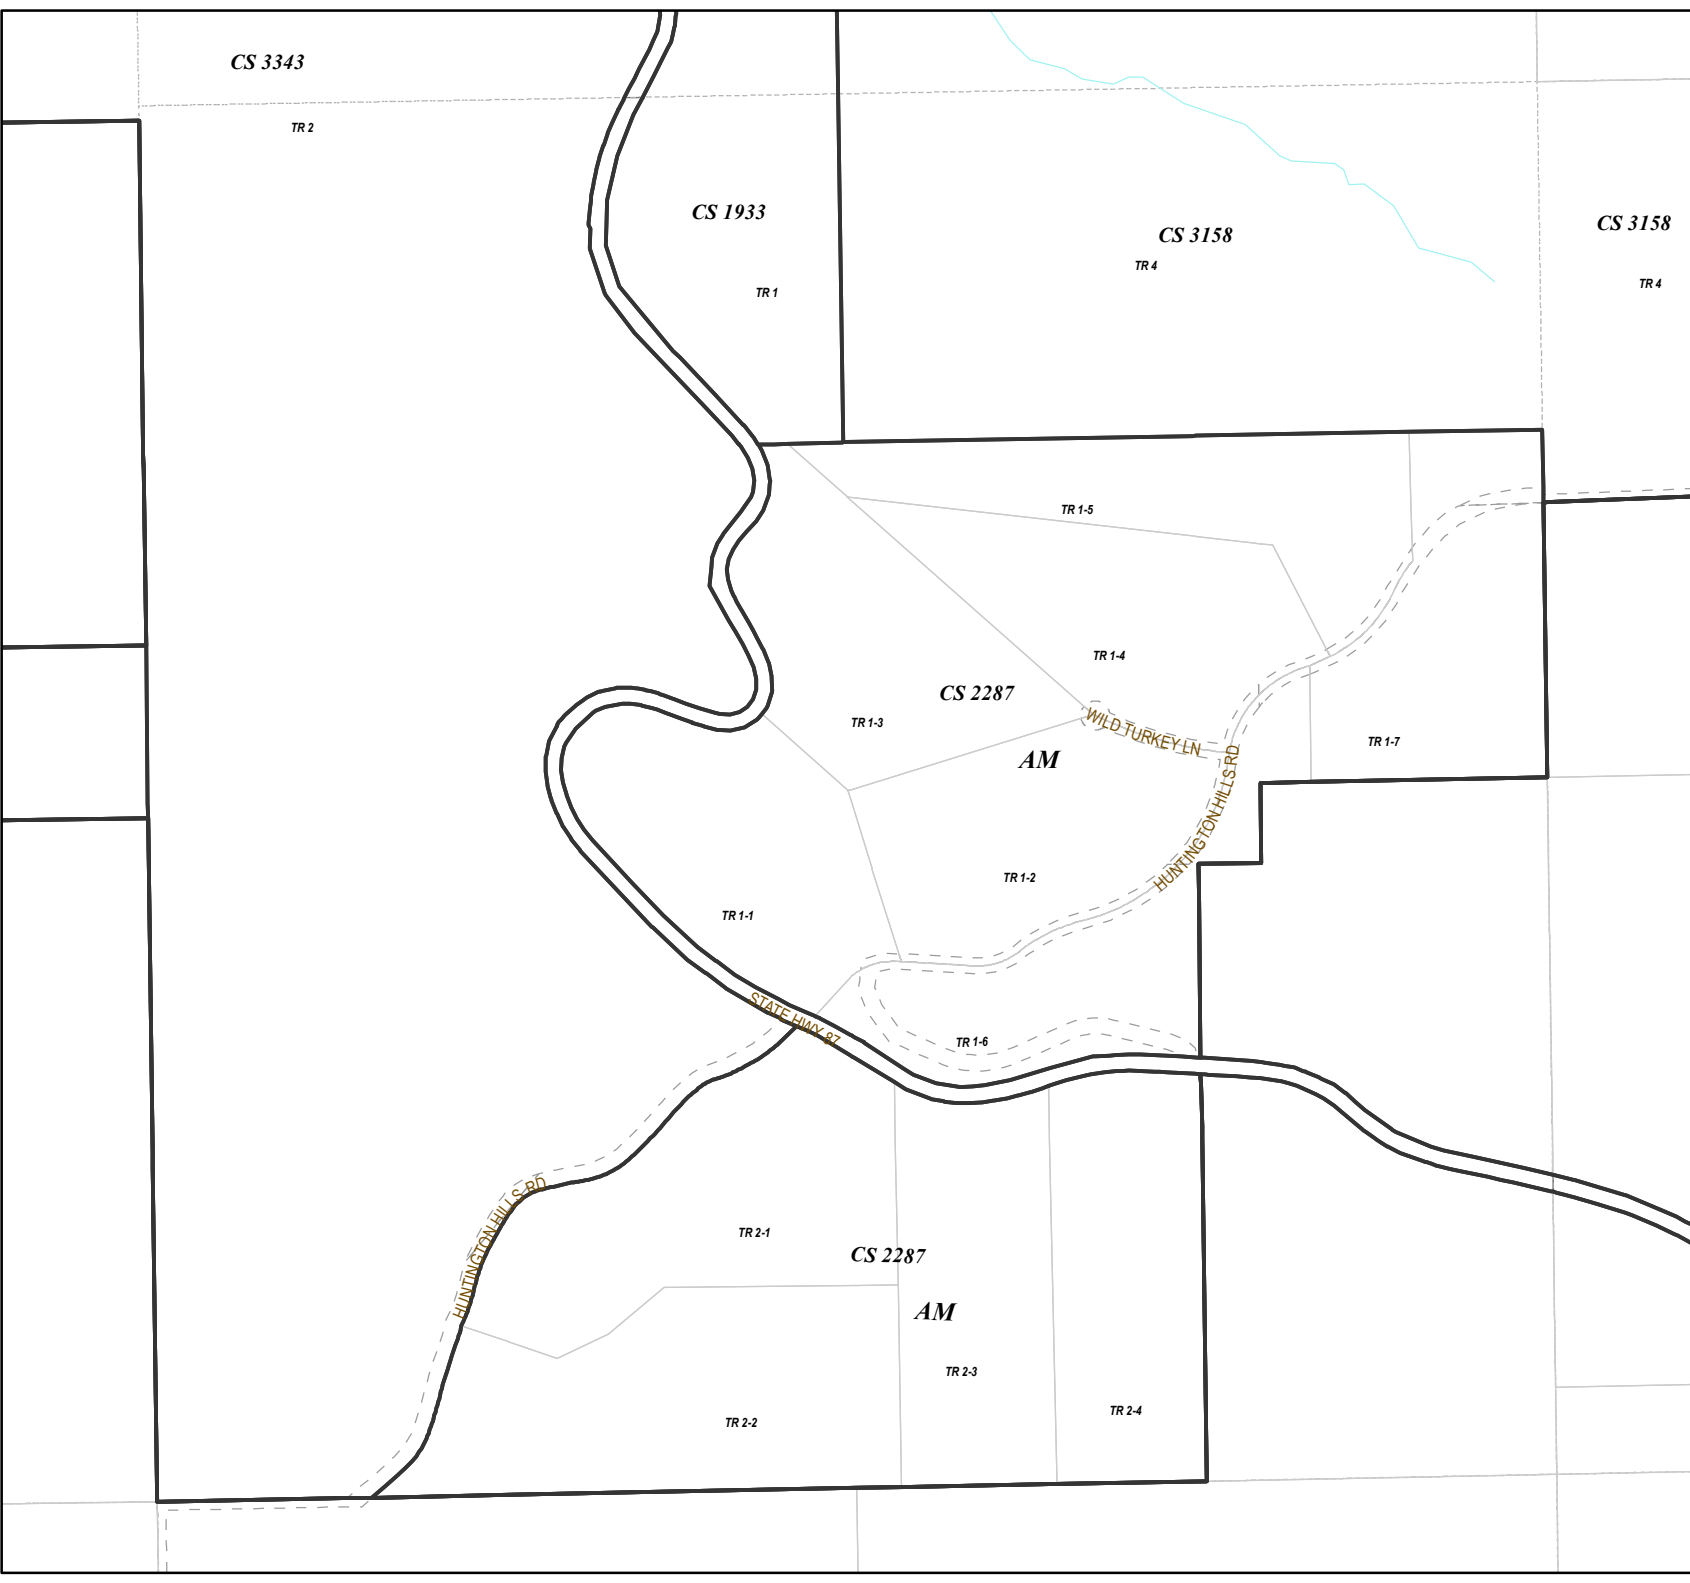 CS 3343
TR 2
CS 1933
TR 1
CS 3158
TR 4
CS 3158
TR 4
TR 1-5
TR 1-4
CS 2287
TR 1-3
WILD TURKEY LN
AM
TR 1-7
HUNTINGTON HILLS RD
TR 1-2
TR 1-1
STATE HWY 87
TR 1-6
HUNTINGTON HILLS RD
TR 2-1
CS 2287
AM
TR 2-3
TR 2-2
TR 2-4